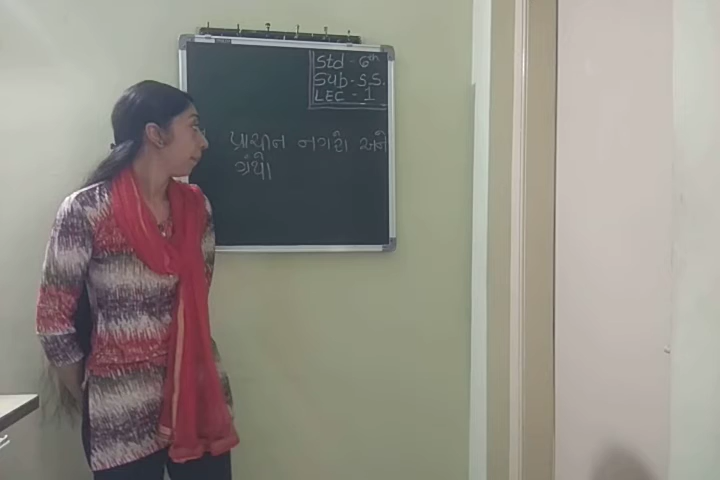 Std - 6th
Sub - S.S.
LEC - 1
પ્રાચીન નગરો અને
ગ્રંથો